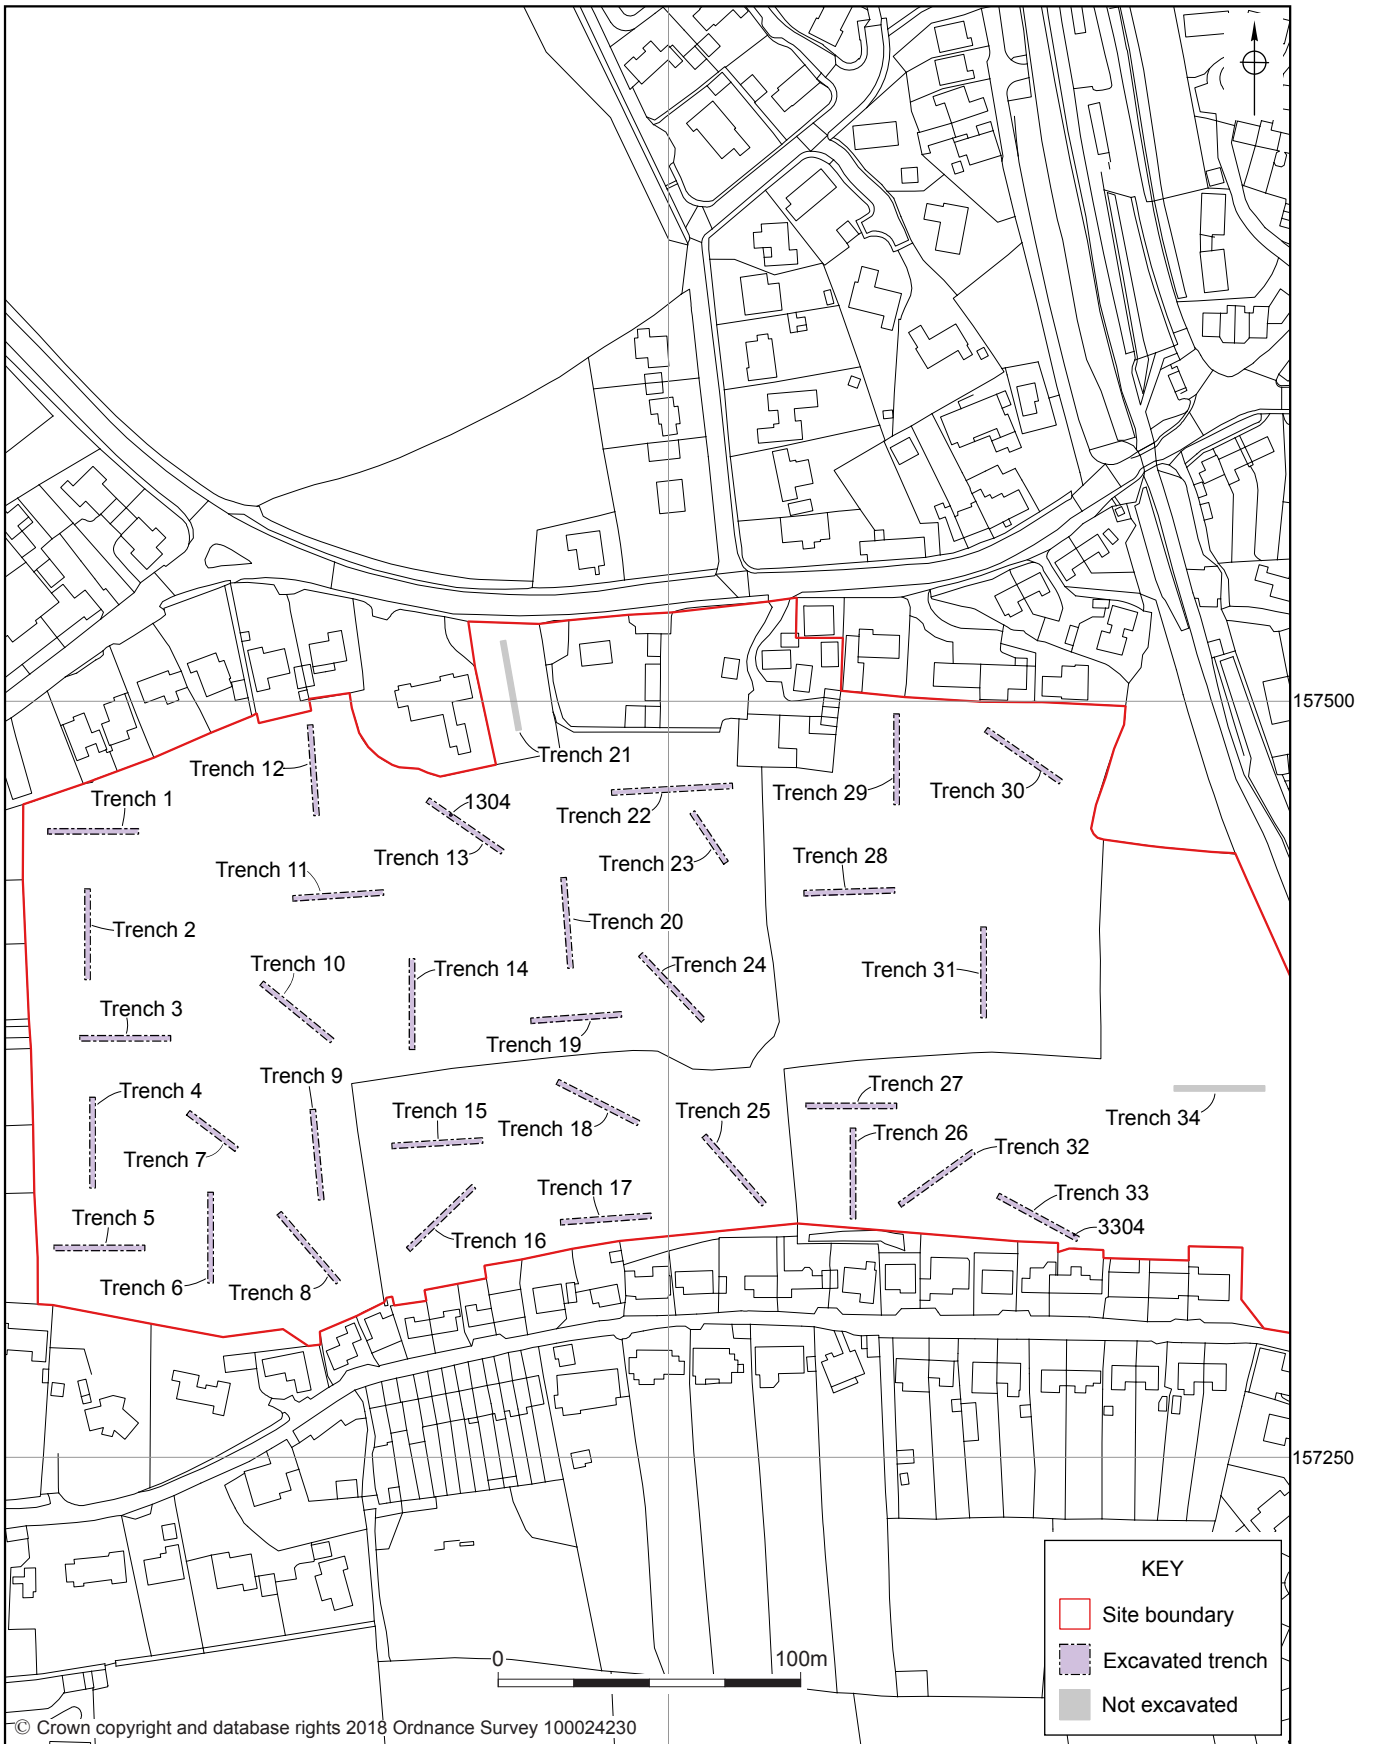 157500
Trench 21
Trench 12
Trench 29
Trench 30
Trench 1
1304
Trench 22
Trench 13
Trench 23
Trench 28
Trench 11
Trench 2
Trench 20
Trench 10
Trench 14
Trench 24
Trench 31
Trench 3
Trench 19
Trench 9
Trench 4
Trench 27
Trench 15
Trench 25
Trench 34
Trench 18
Trench 26
Trench 32
Trench 7
Trench 17
Trench 33
Trench 5
3304
Trench 16
Trench 6
Trench 8
157250
KEY
Site boundary
Excavated trench
Not excavated
0 100m
© Crown copyright and database rights 2018 Ordnance Survey 100024230